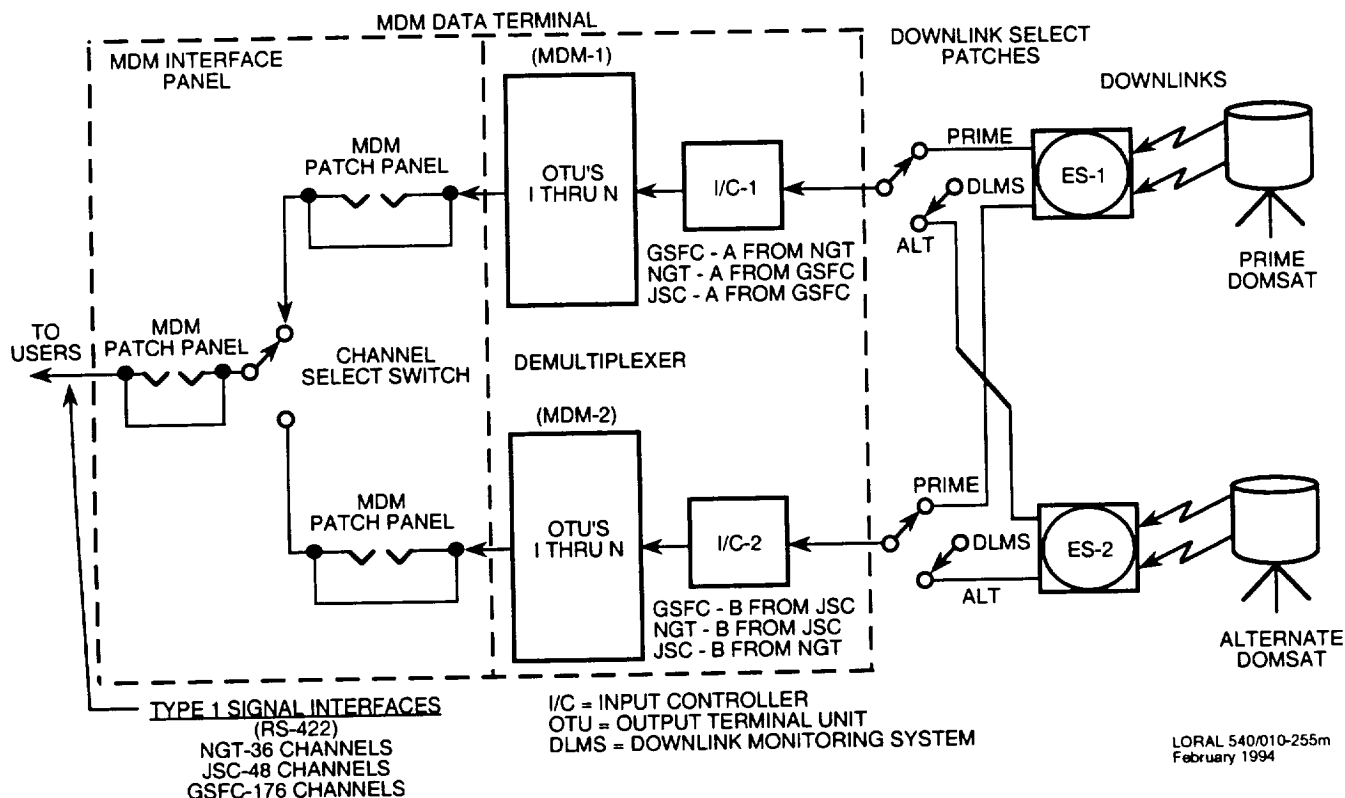 MDM DATA TERMINAL
MDM INTERFACE
PANEL
(MDM-1)
DOWNLINK SELECT
PATCHES
DOWNLINKS
MDM
PATCH PANEL
OTU'S
I THRU N
I/C-1
PRIME
DLMS
ALT
ES-1
PRIME
DOMSAT
GSFC - A FROM NGT
NGT - A FROM GSFC
JSC - A FROM GSFC
TO
USERS
MDM
PATCH PANEL
CHANNEL
SELECT SWITCH
DEMULTIPLEXER
(MDM-2)
MDM
PATCH PANEL
OTU'S
I THRU N
I/C-2
PRIME
DLMS
ALT
ES-2
ALTERNATE
DOMSAT
GSFC - B FROM JSC
NGT - B FROM JSC
JSC - B FROM NGT
TYPE 1 SIGNAL INTERFACES
(RS-422)
NGT-36 CHANNELS
JSC-48 CHANNELS
GSFC-176 CHANNELS
I/C = INPUT CONTROLLER
OTU = OUTPUT TERMINAL UNIT
DLMS = DOWNLINK MONITORING SYSTEM
LORAL 540/010-255m
February 1994